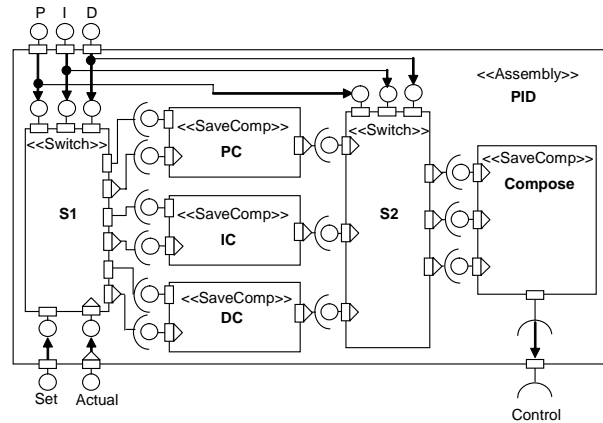 P I D
<<Assembly>>
PID
<<Switch>>
S1
<<SaveComp>>
PC
<<SaveComp>>
IC
<<SaveComp>>
DC
<<Switch>>
S2
<<SaveComp>>
Compose
Set
Actual
Control